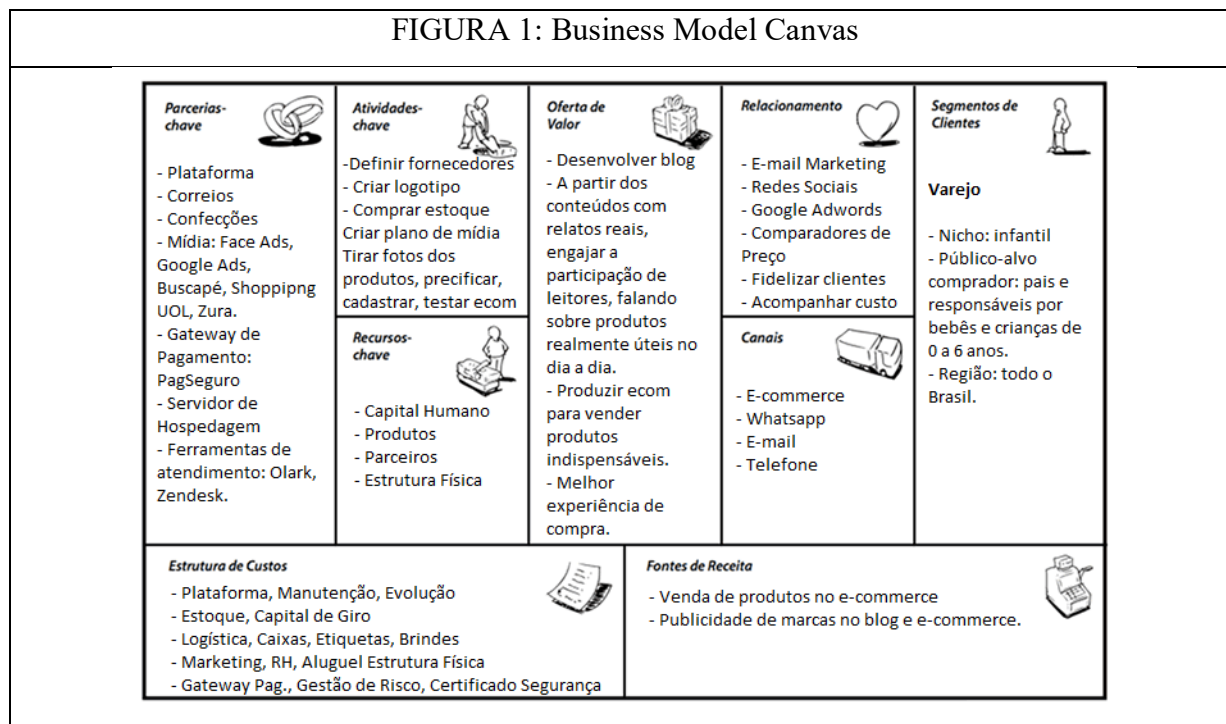 FIGURA 1: Business Model Canvas
Parcerias-
chave
- Plataforma
- Correios
- Confecções
- Mídia: Face Ads,
Google Ads,
Buscapé, Shoppipng
UOL, Zura.
- Gateway de
Pagamento:
PagSeguro
- Servidor de
Hospedagem
- Ferramentas de
atendimento: Olark,
Zendesk.
Atividades-
chave
-Definir fornecedores
- Criar logotipo
- Comprar estoque
Criar plano de mídia
Tirar fotos dos
produtos, precificar,
cadastrar, testar ecom
Recursos-
chave
- Capital Humano
- Produtos
- Parceiros
- Estrutura Física
Oferta de
Valor
- Desenvolver blog
- A partir dos
conteúdos com
relatos reais,
engajar a
participação de
leitores, falando
sobre produtos
realmente úteis no
dia a dia.
- Produzir ecom
para vender
produtos
indispensáveis.
- Melhor
experiência de
compra.
Relacionamento
- E-mail Marketing
- Redes Sociais
- Google Adwords
- Comparadores de
Preço
- Fidelizar clientes
- Acompanhar custo
Canais
- E-commerce
- Whatsapp
- E-mail
- Telefone
Segmentos de
Clientes
Varejo
- Nicho: infantil
- Público-alvo
comprador: pais e
responsáveis por
bebês e crianças de
0 a 6 anos.
- Região: todo o
Brasil.
Estrutura de Custos
- Plataforma, Manutenção, Evolução
- Estoque, Capital de Giro
- Logística, Caixas, Etiquetas, Brindes
- Marketing, RH, Aluguel Estrutura Física
- Gateway Pag., Gestão de Risco, Certificado Segurança
Fontes de Receita
- Venda de produtos no e-commerce
- Publicidade de marcas no blog e e-commerce.